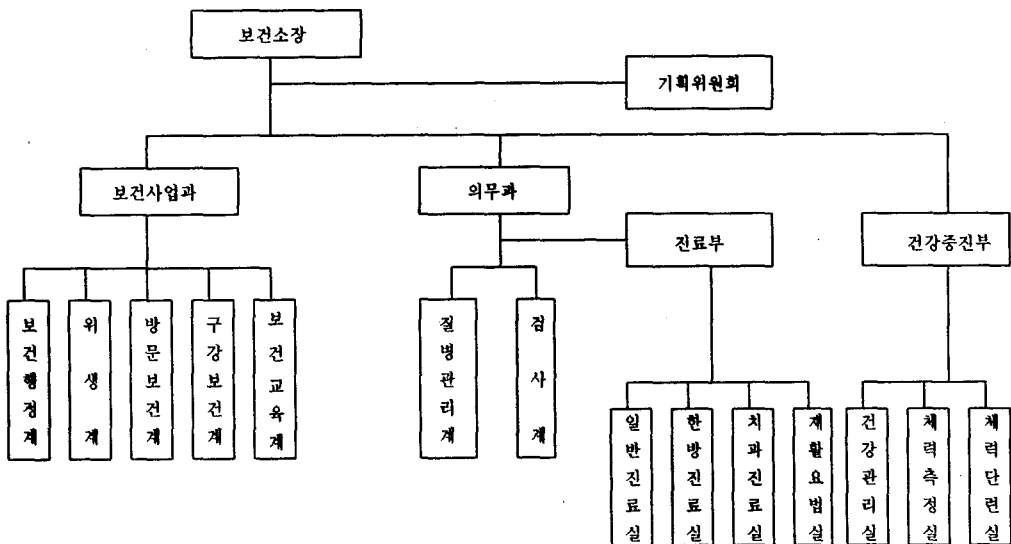 보건소장
기획위원회
보건사업과
의무과
진료부
건강증진부
보건행정계
위생계
방문보건계
구강보건계
보건교육계
질병관리계
검사계
일반진료실
한방진료실
치과진료실
재활요법실
건강관리실
체력측정실
체력단련실